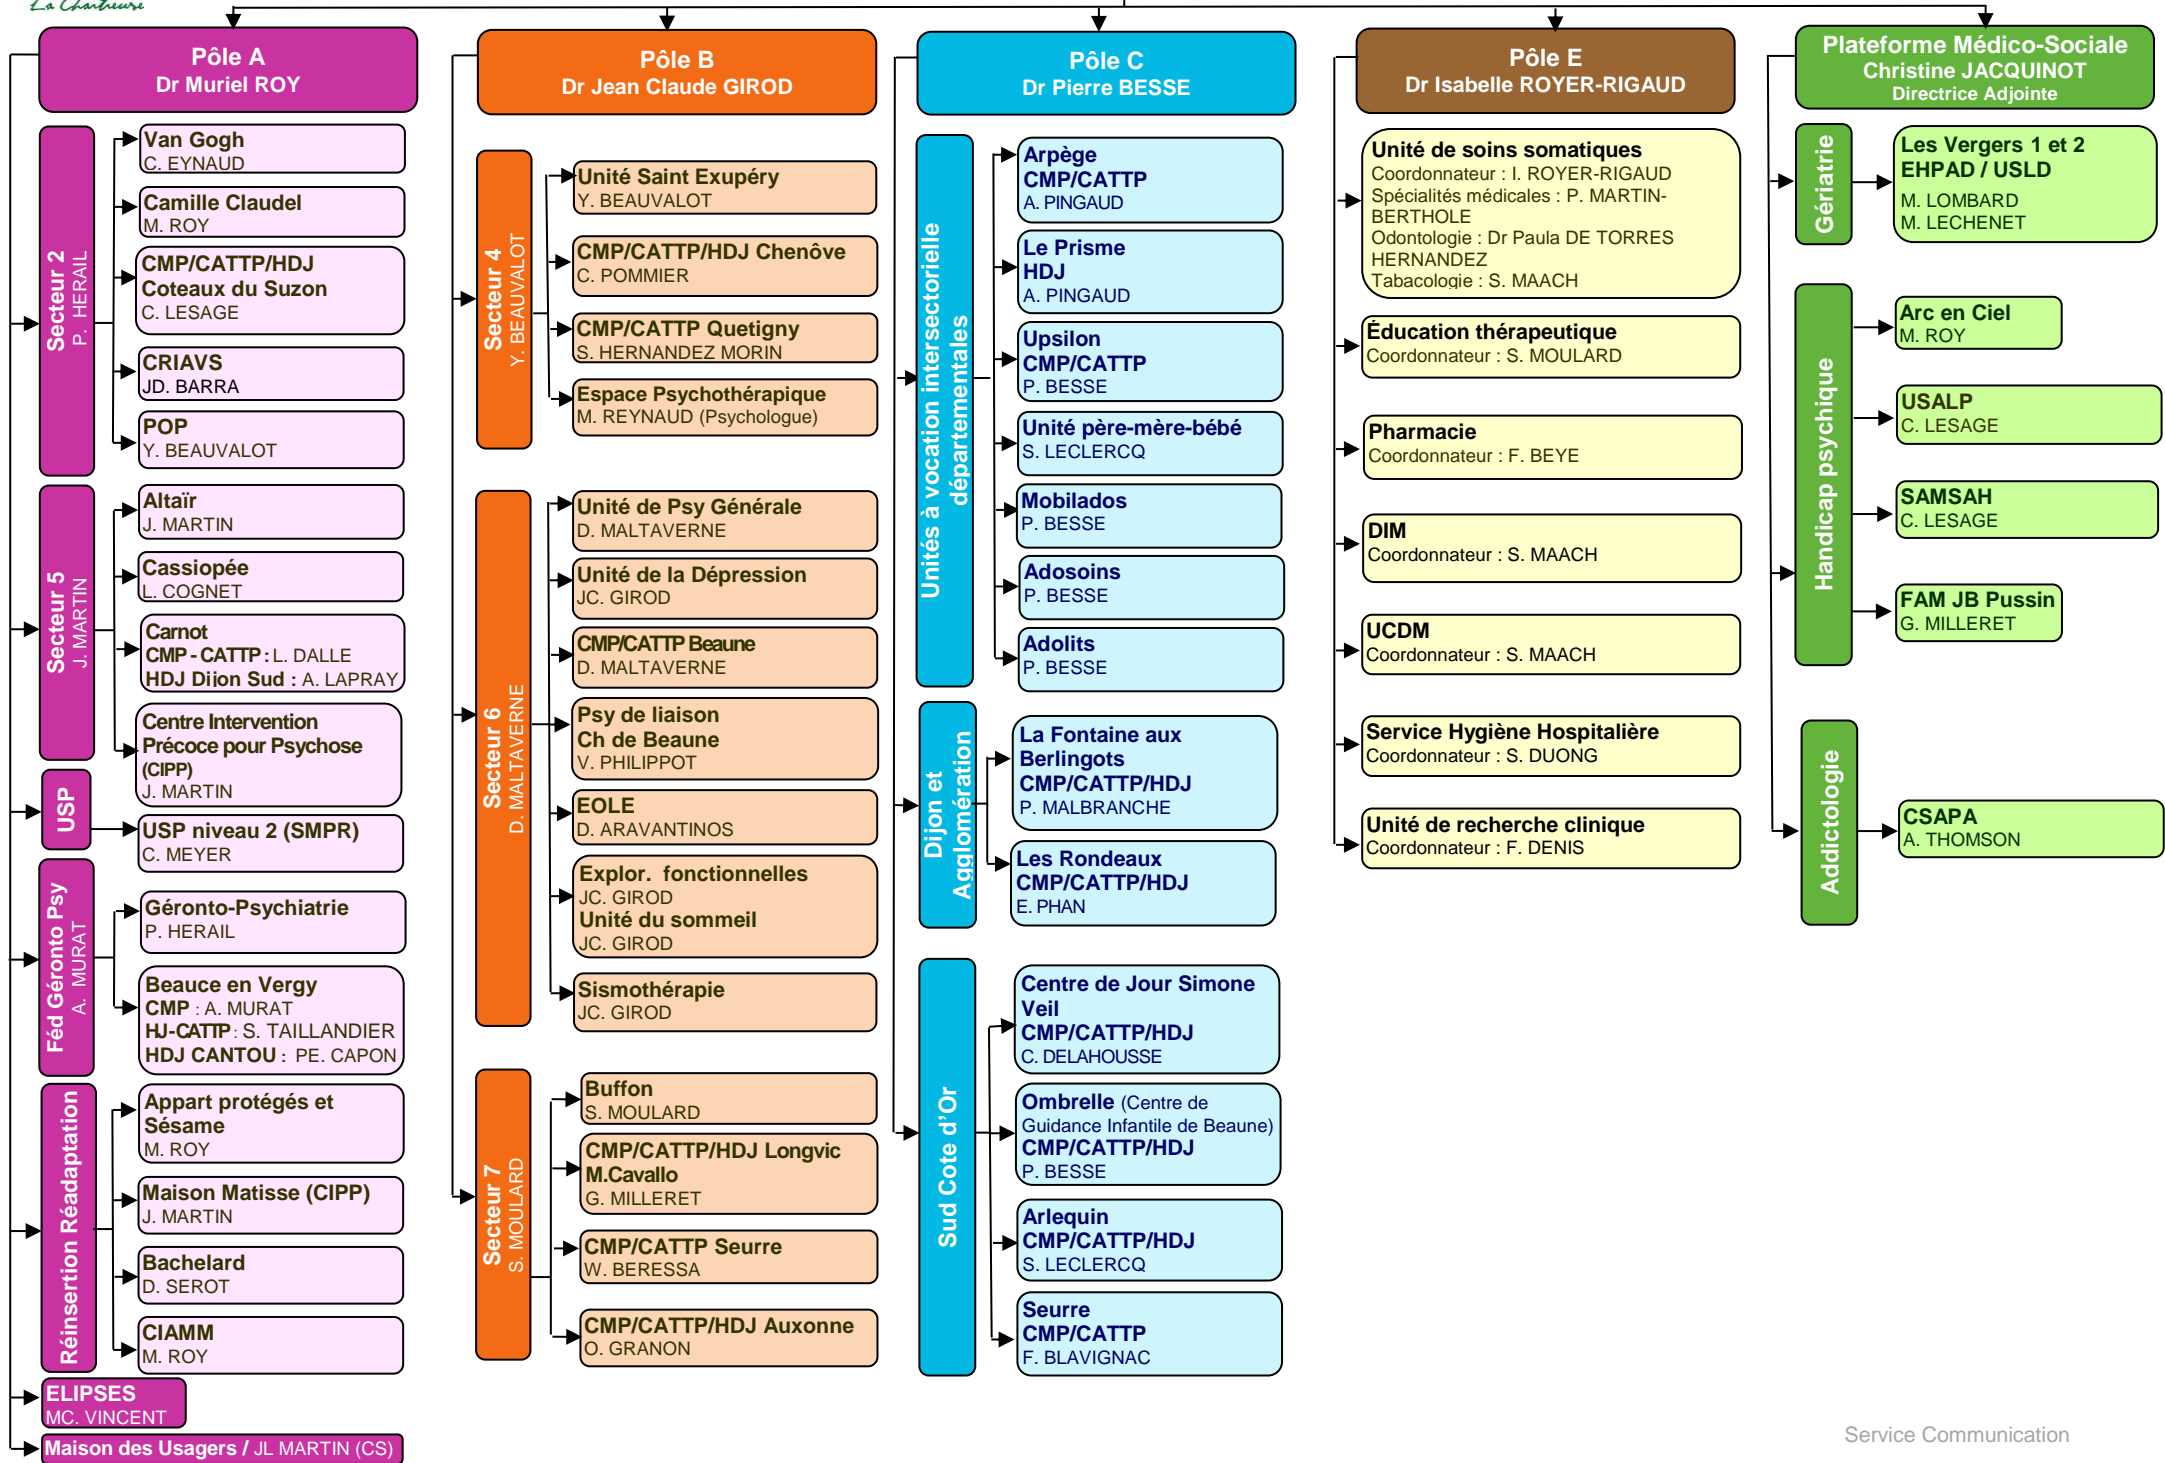 La Chartreuse
Pôle A
Dr Muriel ROY
Secteur 2
P. HERAIL
Van Gogh
C. EYNAUD
Camille Claudel
M. ROY
CMP/CATTP/HDJ
Coteaux du Suzon
C. LESAGE
CRIAVS
JD. BARRA
POP
Y. BEAUVALOT
Secteur 5
J. MARTIN
Altaïr
J. MARTIN
Cassiopée
L. COGNET
Carnot
CMP - CATTP : L. DALLE
HDJ Dijon Sud : A. LAPRAY
Centre Intervention
Précoce pour Psychose
(CIPP)
J. MARTIN
USP
USP niveau 2 (SMPR)
C. MEYER
Féd Géronto Psy
A. MURAT
Géronto-Psychiatrie
P. HERAIL
Beauce en Vergy
CMP : A. MURAT
HJ-CATTP : S. TAILLANDIER
HDJ CANTOU : PE. CAPON
Réinsertion Réadaptation
Appart protégés et
Sésame
M. ROY
Maison Matisse (CIPP)
J. MARTIN
Bachelard
D. SEROT
CIAMM
M. ROY
ELIPSES
MC. VINCENT
Maison des Usagers / JL MARTIN (CS)
Pôle B
Dr Jean Claude GIROD
Secteur 4
Y. BEAUVALOT
Unité Saint Exupéry
Y. BEAUVALOT
CMP/CATTP/HDJ Chenôve
C. POMMIER
CMP/CATTP Quetigny
S. HERNANDEZ MORIN
Espace Psychothérapique
M. REYNAUD (Psychologue)
Secteur 6
D. MALTAVERNE
Unité de Psy Générale
D. MALTAVERNE
Unité de la Dépression
JC. GIROD
CMP/CATTP Beaune
D. MALTAVERNE
Psy de liaison
Ch de Beaune
V. PHILIPPOT
EOLE
D. ARAVANTINOS
Explor. fonctionnelles
JC. GIROD
Unité du sommeil
JC. GIROD
Sismothérapie
JC. GIROD
Secteur 7
S. MOULARD
Buffon
S. MOULARD
CMP/CATTP/HDJ Longvic
M.Cavallo
G. MILLERET
CMP/CATTP Seurre
W. BERESSA
CMP/CATTP/HDJ Auxonne
O. GRANON
Pôle C
Dr Pierre BESSE
Unités à vocation intersectorielle
départementales
Arpège
CMP/CATTP
A. PINGAUD
Le Prisme
HDJ
A. PINGAUD
Upsilon
CMP/CATTP
P. BESSE
Unité père-mère-bébé
S. LECLERCQ
Mobilados
P. BESSE
Adosoins
P. BESSE
Adolits
P. BESSE
Dijon et
Agglomération
La Fontaine aux
Berlingots
CMP/CATTP/HDJ
P. MALBRANCHE
Les Rondeaux
CMP/CATTP/HDJ
E. PHAN
Sud Cote d'Or
Centre de Jour Simone
Veil
CMP/CATTP/HDJ
C. DELAHOUSSE
Ombrelle (Centre de
Guidance Infantile de Beaune)
CMP/CATTP/HDJ
P. BESSE
Arlequin
CMP/CATTP/HDJ
S. LECLERCQ
Seurre
CMP/CATTP
F. BLAVIGNAC
Pôle E
Dr Isabelle ROYER-RIGAUD
Unité de soins somatiques
Coordonnateur : I. ROYER-RIGAUD
Spécialités médicales : P. MARTIN-
BERTHOLE
Odontologie : Dr Paula DE TORRES
HERNANDEZ
Tabacologie : S. MAACH
Éducation thérapeutique
Coordonnateur : S. MOULARD
Pharmacie
Coordonnateur : F. BEYE
DIM
Coordonnateur : S. MAACH
UCDM
Coordonnateur : S. MAACH
Service Hygiène Hospitalière
Coordonnateur : S. DUONG
Unité de recherche clinique
Coordonnateur : F. DENIS
Plateforme Médico-Sociale
Christine JACQUINOT
Directrice Adjointe
Gériatrie
Les Vergers 1 et 2
EHPAD / USLD
M. LOMBARD
M. LECHENET
Handicap psychique
Arc en Ciel
M. ROY
USALP
C. LESAGE
SAMSAH
C. LESAGE
FAM JB Pussin
G. MILLERET
Addictologie
CSAPA
A. THOMSON
Service Communication